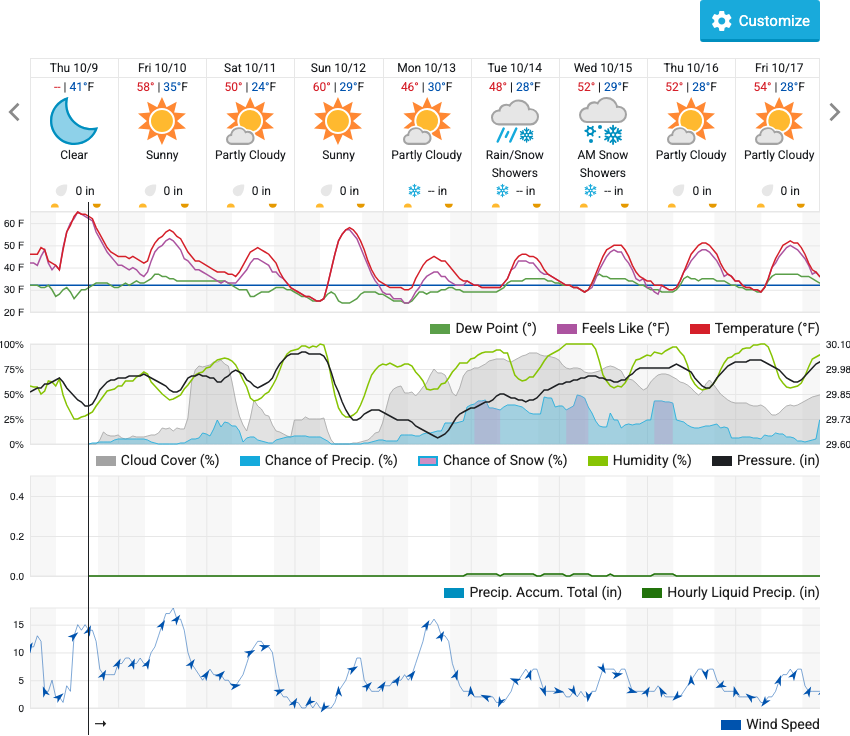 Customize
Thu 10/9 Fri 10/10 Sat 10/11 Sun 10/12 Mon 10/13 Tue 10/14 Wed 10/15 Thu 10/16 Fri 10/17
-- | 41°F 58° | 35°F 50° | 24°F 60° | 29°F 46° | 30°F 48° | 28°F 52° | 29°F 52° | 28°F 54° | 28°F
Clear Sunny Partly Cloudy Sunny Partly Cloudy Rain/Snow Showers AM Snow Showers Partly Cloudy Partly Cloudy
0 in 0 in 0 in 0 in -- in -- in -- in 0 in 0 in
60 F
50 F
40 F
30 F
20 F
Dew Point (°) Feels Like (°F) Temperature (°F)
100% 30.10
75% 29.98
50% 29.85
25% 29.73
0% 29.60
Cloud Cover (%) Chance of Precip. (%) Chance of Snow (%) Humidity (%) Pressure. (in)
0.4
0.2
0.0
Precip. Accum. Total (in) Hourly Liquid Precip. (in)
15
10
5
0
Wind Speed